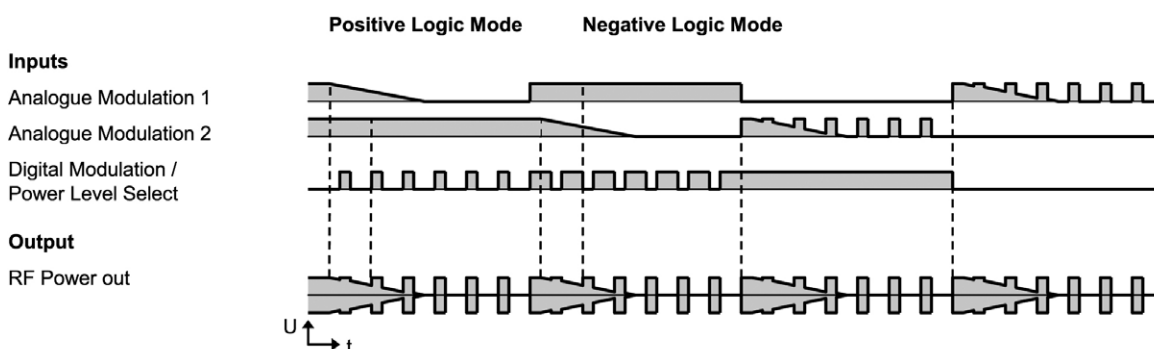 Positive Logic Mode
Negative Logic Mode
Inputs
Analogue Modulation 1
Analogue Modulation 2
Digital Modulation /
Power Level Select
Output
RF Power out
U
t